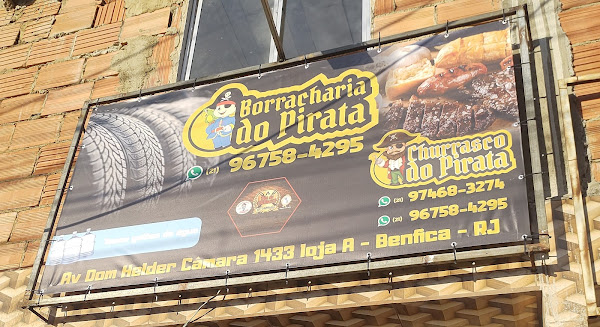 Borracharia
do Pirata
(21) 96758-4295
Churrasco
do Pirata
(21) 97468-3274
(21) 96758-4295
Av Dom Helder Câmara 1433 loja A - Benfica - RJ